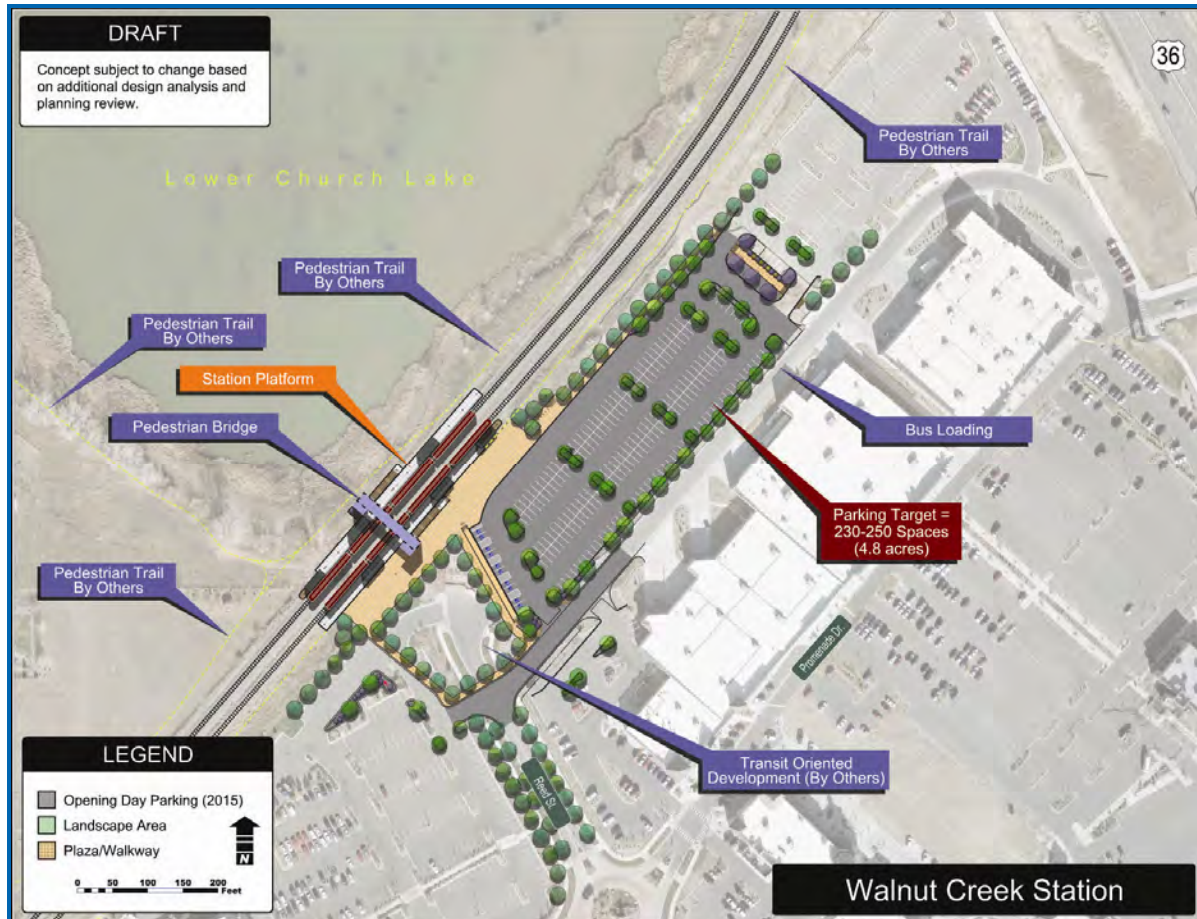 DRAFT
Concept subject to change based
on additional design analysis and
planning review.
36
Pedestrian Trail
By Others
Lower Church Lake
Pedestrian Trail
By Others
Pedestrian Trail
By Others
Station Platform
Pedestrian Bridge
Bus Loading
Parking Target =
230-250 Spaces
(4.8 acres)
Pedestrian Trail
By Others
Promenade Dr.
Transit Oriented
Development (By Others)
Reed St.
LEGEND
Opening Day Parking (2015)
Landscape Area
Plaza/Walkway
N
0 50 100 150 200
Feet
Walnut Creek Station